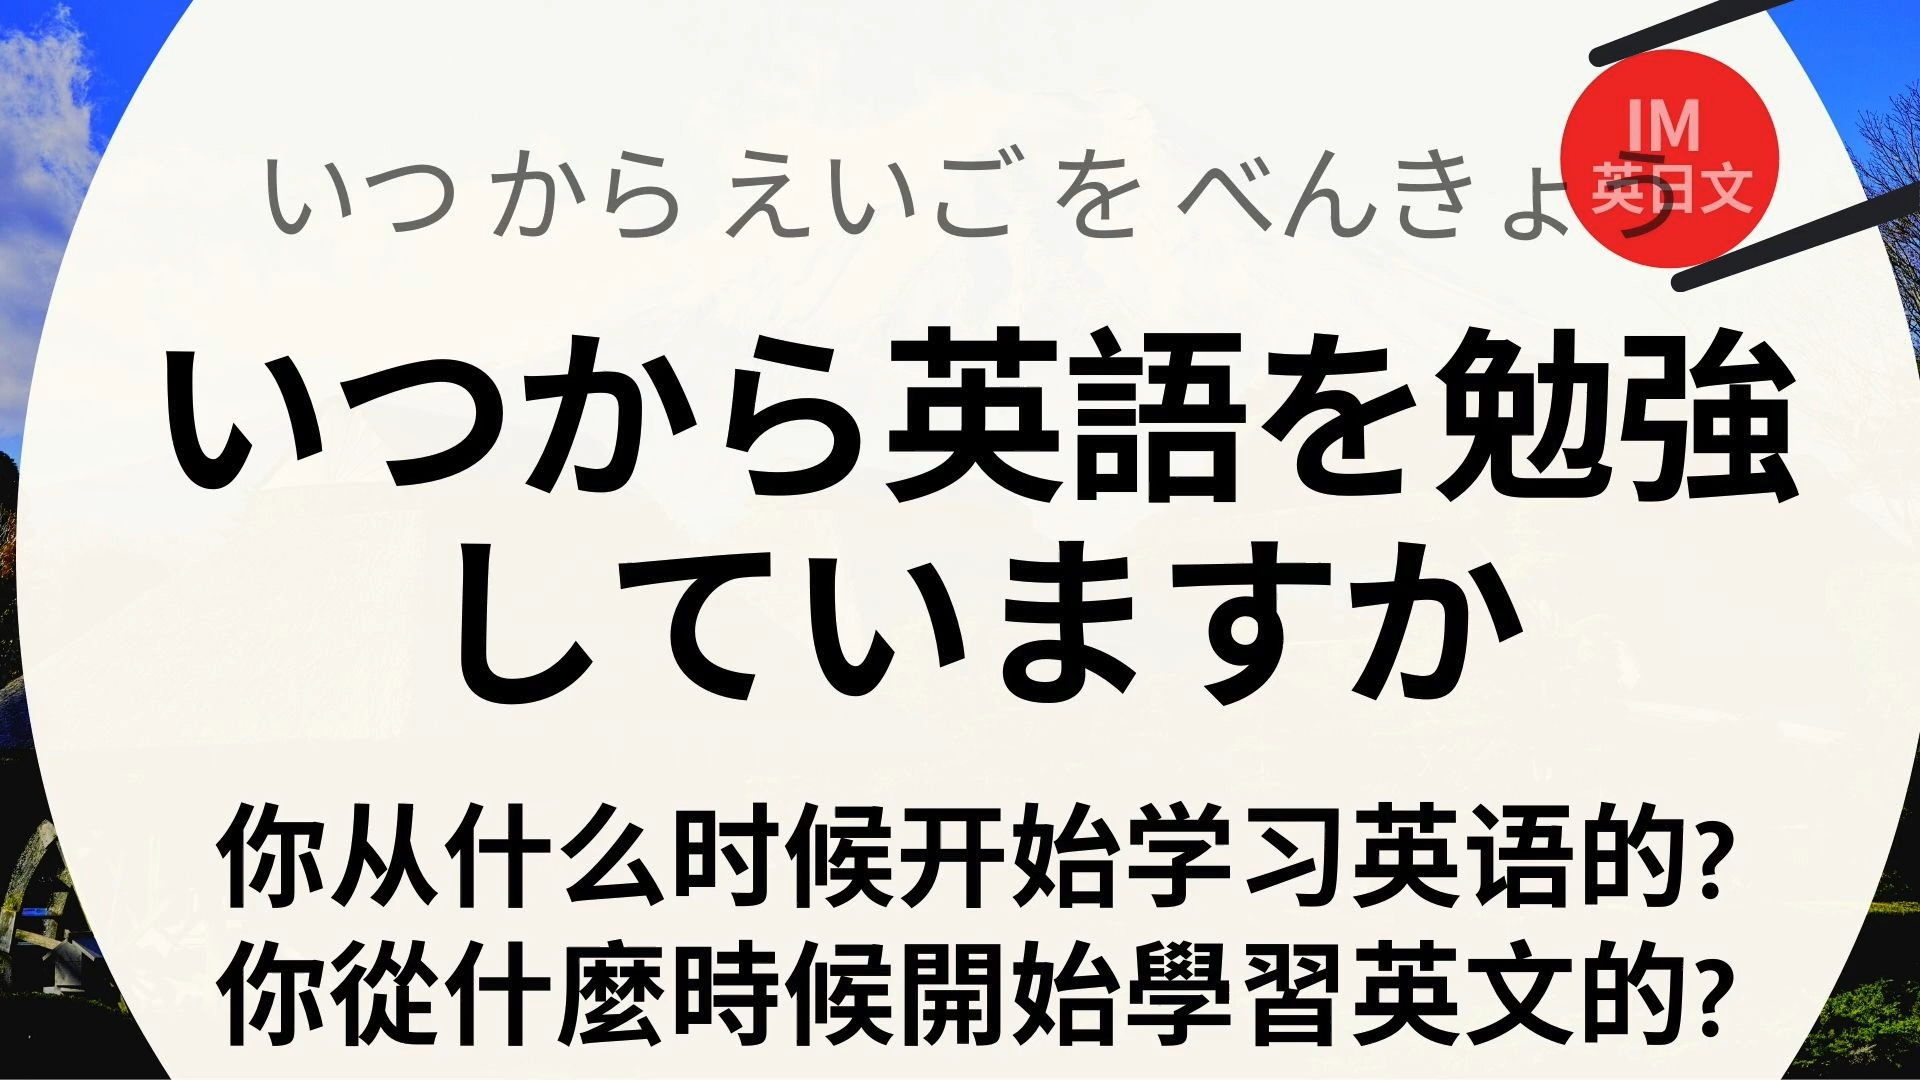 IM
英日文
いつ から えいご を べんきょう
いつから英語を勉強
していますか
你从什么时候开始学习英语的?
你從什麼時候開始學習英文的?